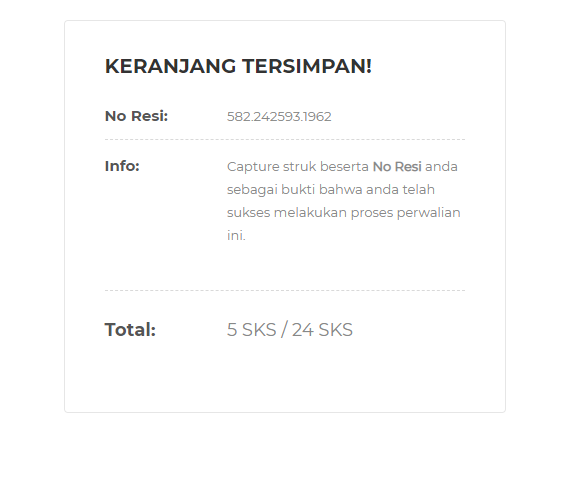 KERANJANG TERSIMPAN!
No Resi: 582.242593.1962
Info: Capture struk beserta No Resi anda
sebagai bukti bahwa anda telah
sukses melakukan proses perwalian
ini.
Total: 5 SKS / 24 SKS